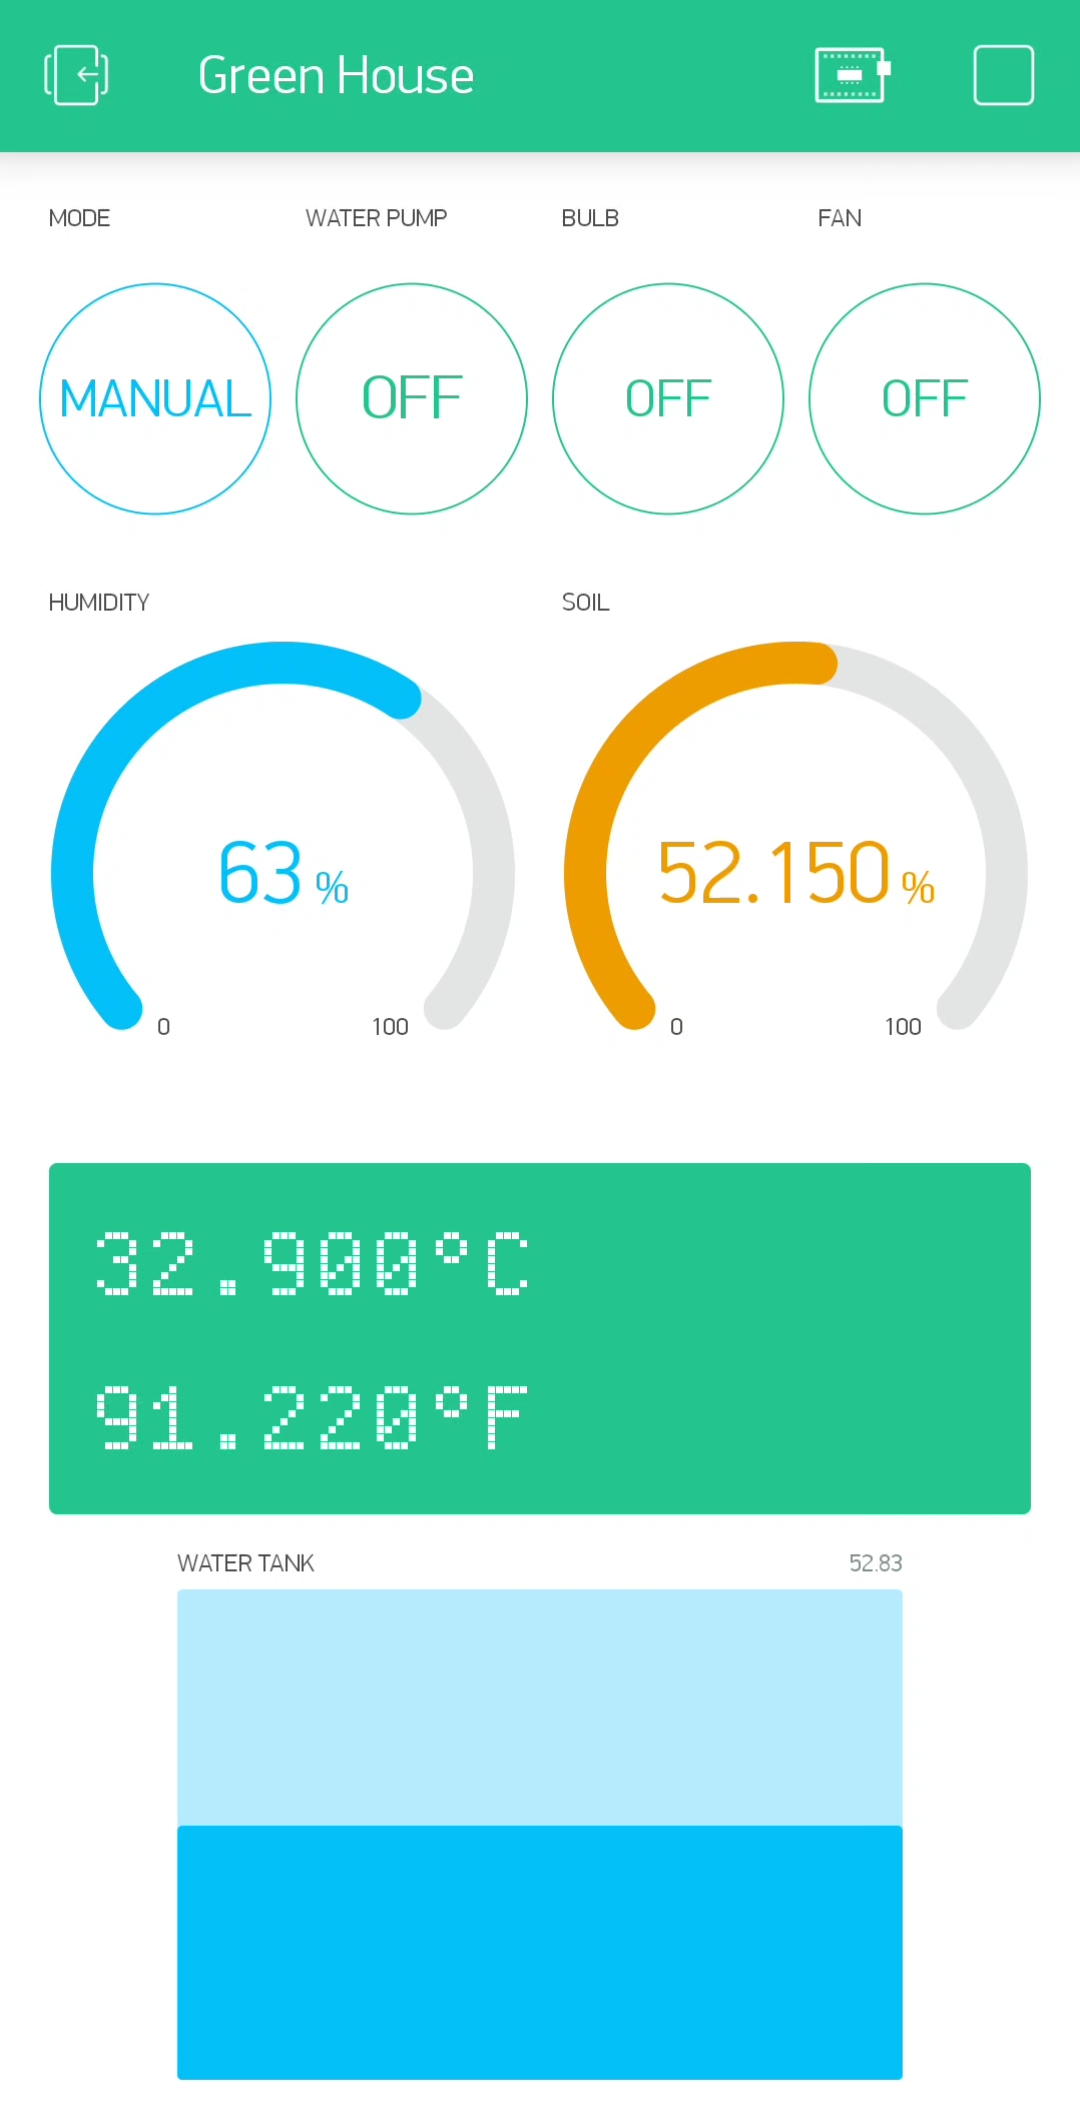 Green House
MODE WATER PUMP BULB FAN
MANUAL OFF OFF OFF
HUMIDITY SOIL
63 % 52.150 %
0 100 0 100
32.900°C
91.220°F
WATER TANK 52.83